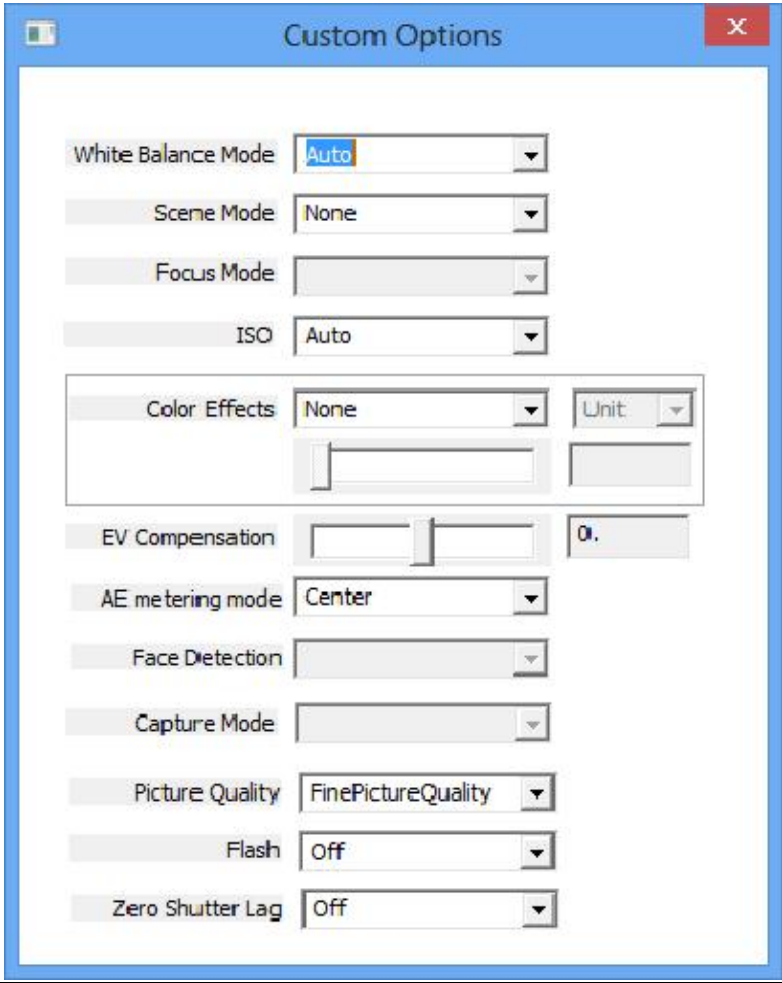 Custom Options
x
White Balance Mode Auto
Scene Mode None
Focus Mode
ISO Auto
Color Effects None Unit
EV Compensation 0.
AE metering mode Center
Face Detection
Capture Mode
Picture Quality FinePictureQuality
Flash Off
Zero Shutter Lag Off